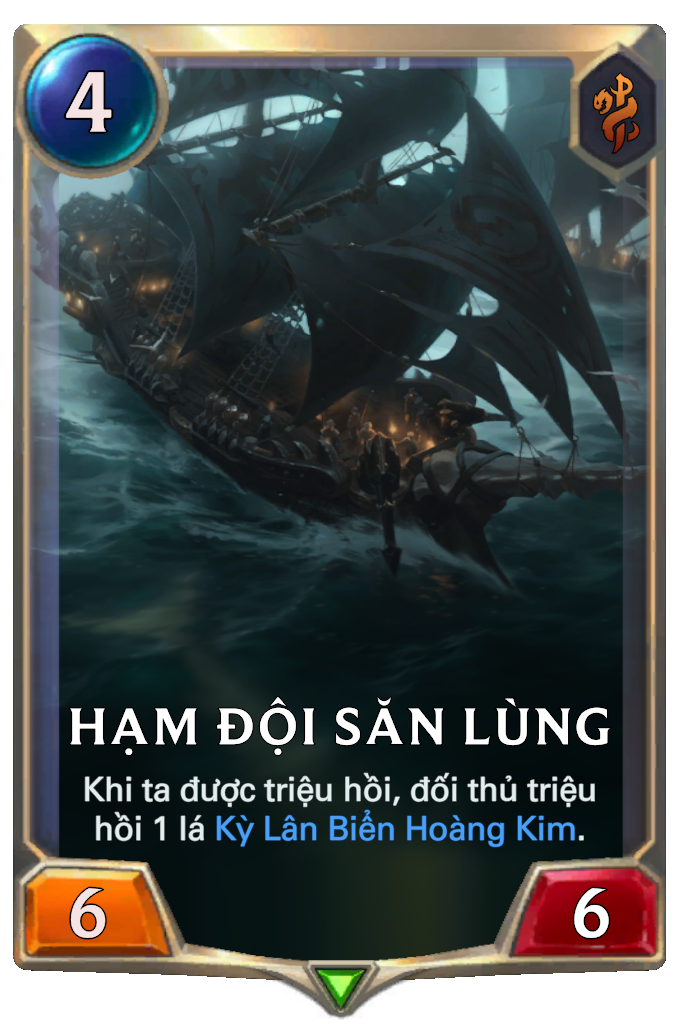 4
HẠM ĐỘI SĂN LÙNG
Khi ta được triệu hồi, đối thủ triệu
hồi 1 lá Kỳ Lân Biển Hoàng Kim.
6
6